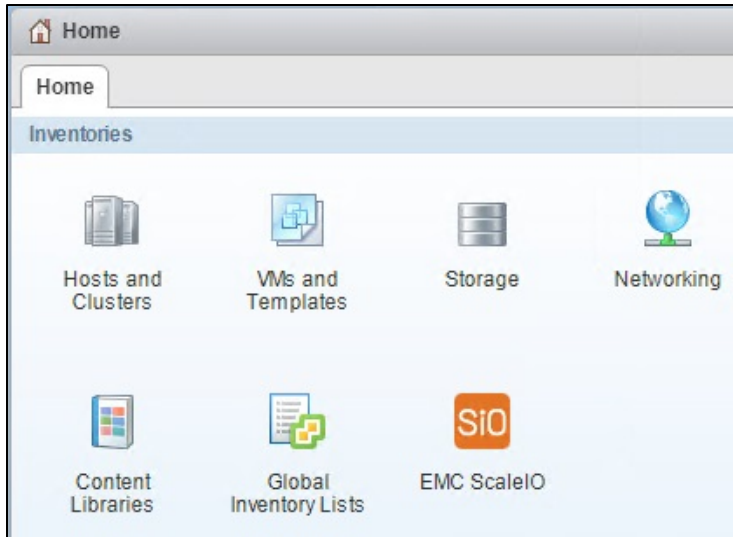 Home
Home
Inventories
Hosts and
Clusters
VMs and
Templates
Storage
Networking
Content
Libraries
Global
Inventory Lists
SiO
EMC ScaleIO